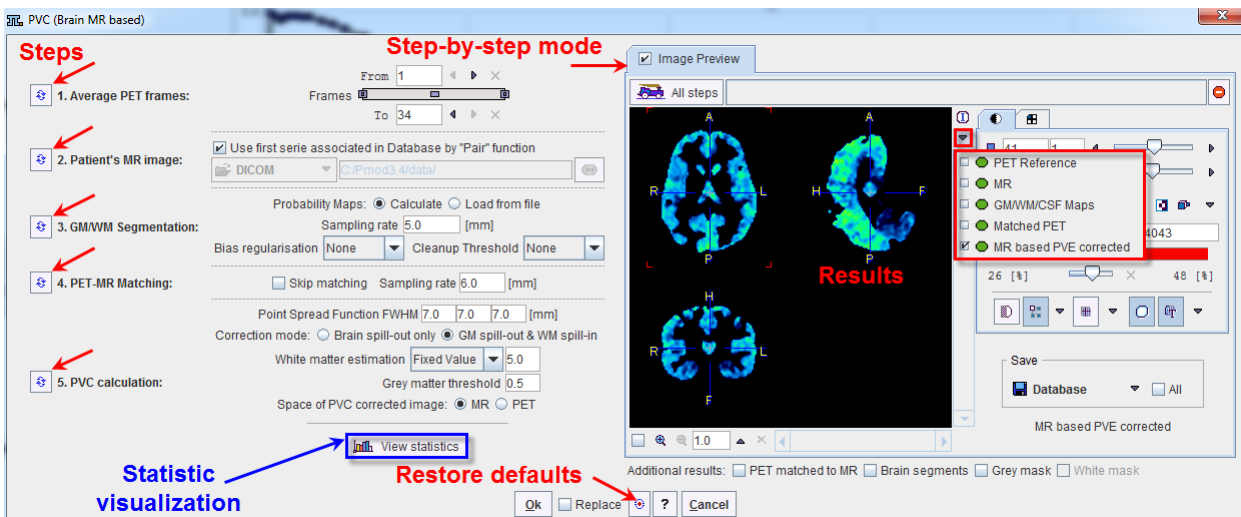 PVC (Brain MR based)
Steps
Step-by-step mode
Image Preview
From 1
1. Average PET frames:
Frames
To 34
All steps
2. Patient's MR image:
Use first serie associated in Database by "Pair" function
DICOM
C:/Pmod3.4/data/
3. GM/WM Segmentation:
Probability Maps: Calculate Load from file
Sampling rate 5.0 [mm]
Bias regularisation None Cleanup Threshold None
4. PET-MR Matching:
Skip matching Sampling rate 6.0 [mm]
Point Spread Function FWHM 7.0 7.0 7.0 [mm]
Correction mode: Brain spill-out only GM spill-out & WM spill-in
White matter estimation Fixed Value 5.0
5. PVC calculation:
Grey matter threshold 0.5
Space of PVC corrected image: MR PET
View statistics
Statistic
visualization
Restore defaults
A
A
R
L
H
F
P
P
H
R
L
F
Results
PET Reference
MR
GM/WM/CSF Maps
Matched PET
MR based PVE corrected
4043
26 [%] 48 [%]
Save
Database All
MR based PVE corrected
1.0
Additional results: PET matched to MR Brain segments Grey mask White mask
Ok Replace ? Cancel